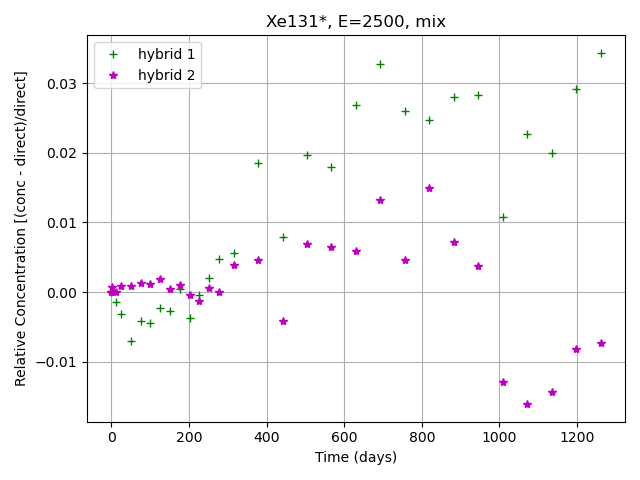 Xe131*, E=2500, mix
hybrid 1
hybrid 2
Relative Concentration [(conc - direct)/direct]
0.03
0.02
0.01
0.00
−0.01
0 200 400 600 800 1000 1200
Time (days)